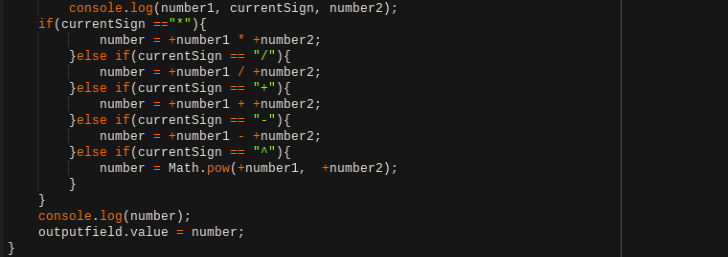 console.log(number1, currentSign, number2);
if(currentSign =="*"){
number = +number1 * +number2;
}else if(currentSign == "/"){
number = +number1 / +number2;
}else if(currentSign == "+"){
number = +number1 + +number2;
}else if(currentSign == "-"){
number = +number1 - +number2;
}else if(currentSign == "^"){
number = Math.pow(+number1,  +number2);
}
}
console.log(number);
outputfield.value = number;
}